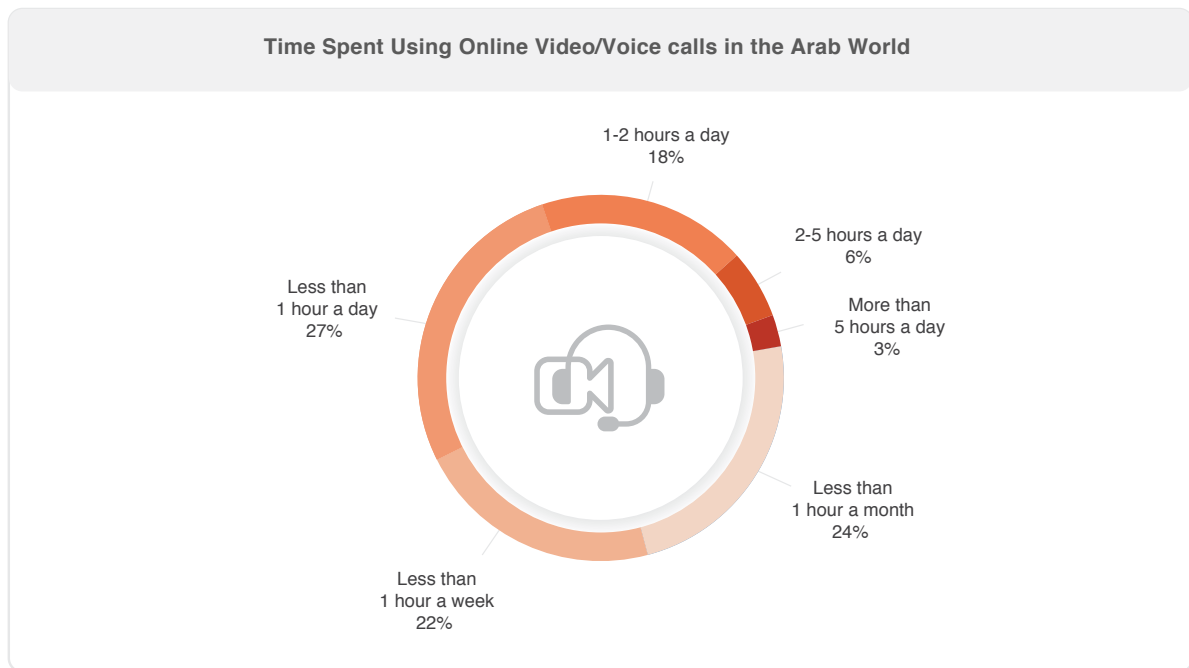 Time Spent Using Online Video/Voice calls in the Arab World
1-2 hours a day
18%
2-5 hours a day
6%
More than
5 hours a day
3%
Less than
1 hour a day
27%
Less than
1 hour a month
24%
Less than
1 hour a week
22%